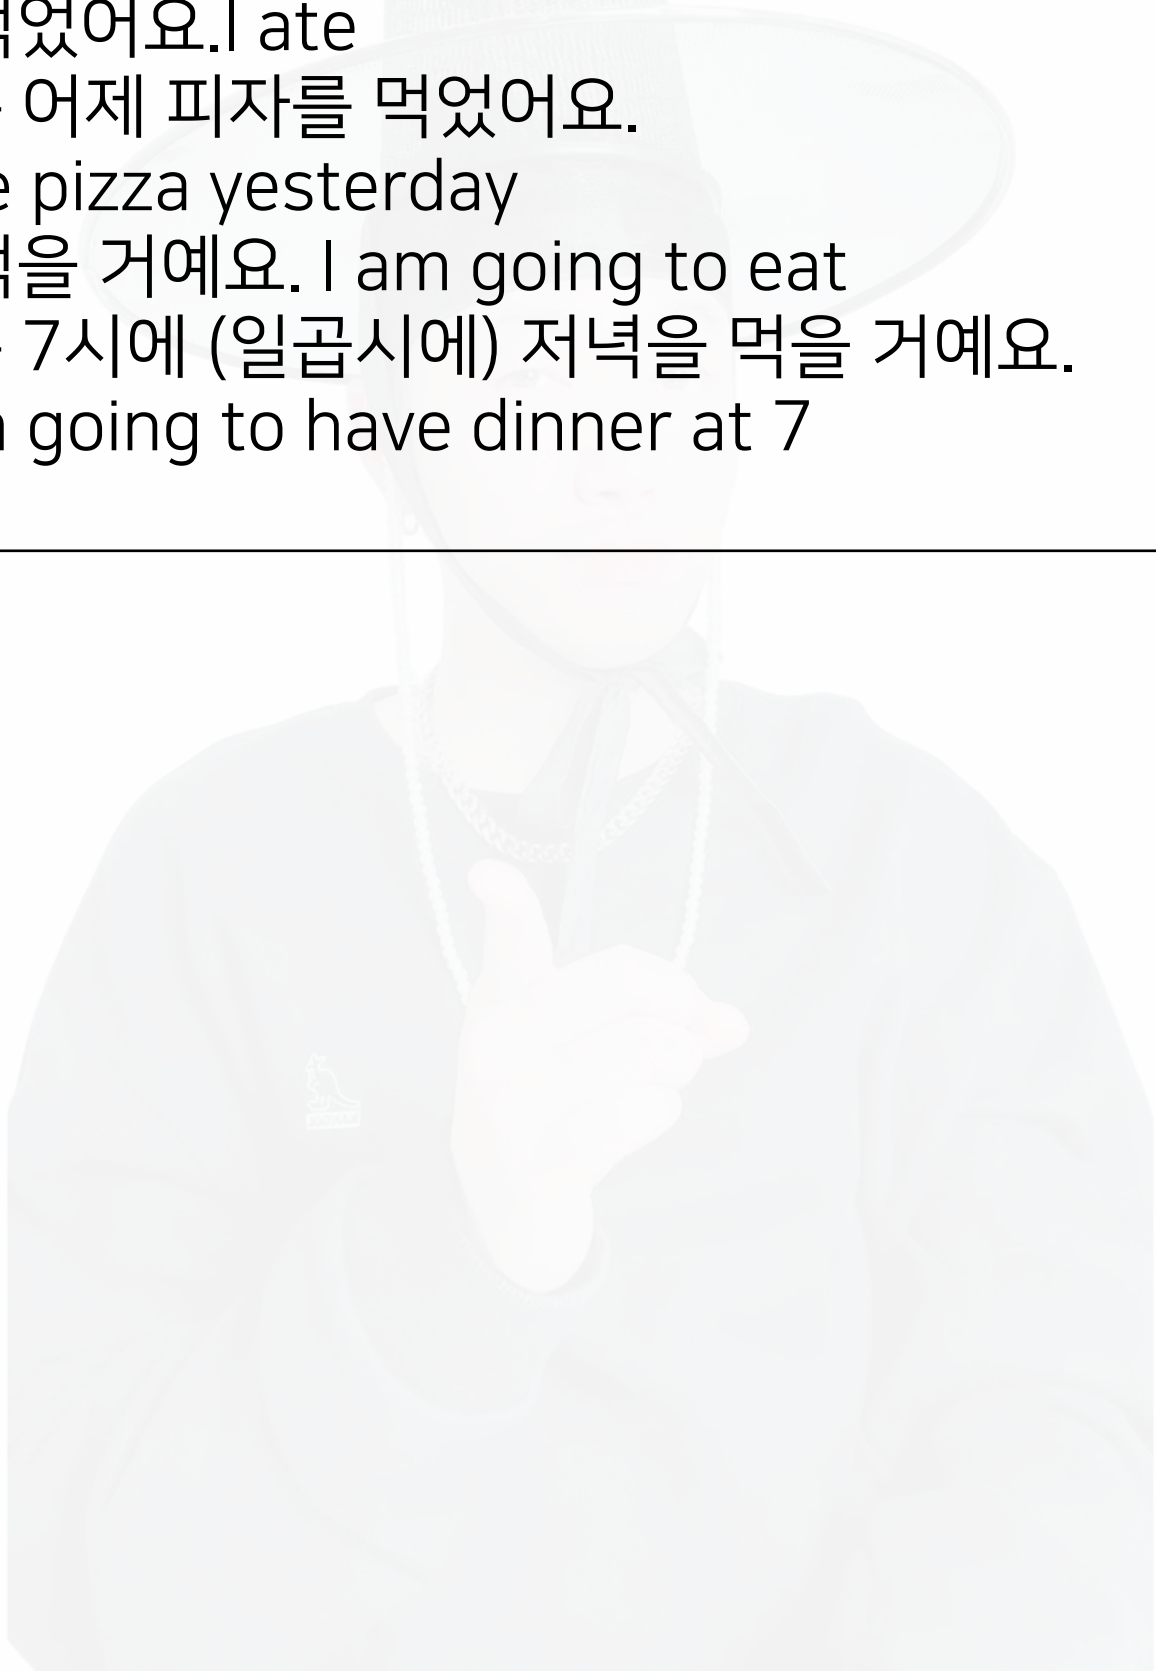 먹었어요.I ate
어제 피자를 먹었어요.
pizza yesterday
먹을 거예요. I am going to eat
7시에 (일곱시에) 저녁을 먹을 거예요.
going to have dinner at 7